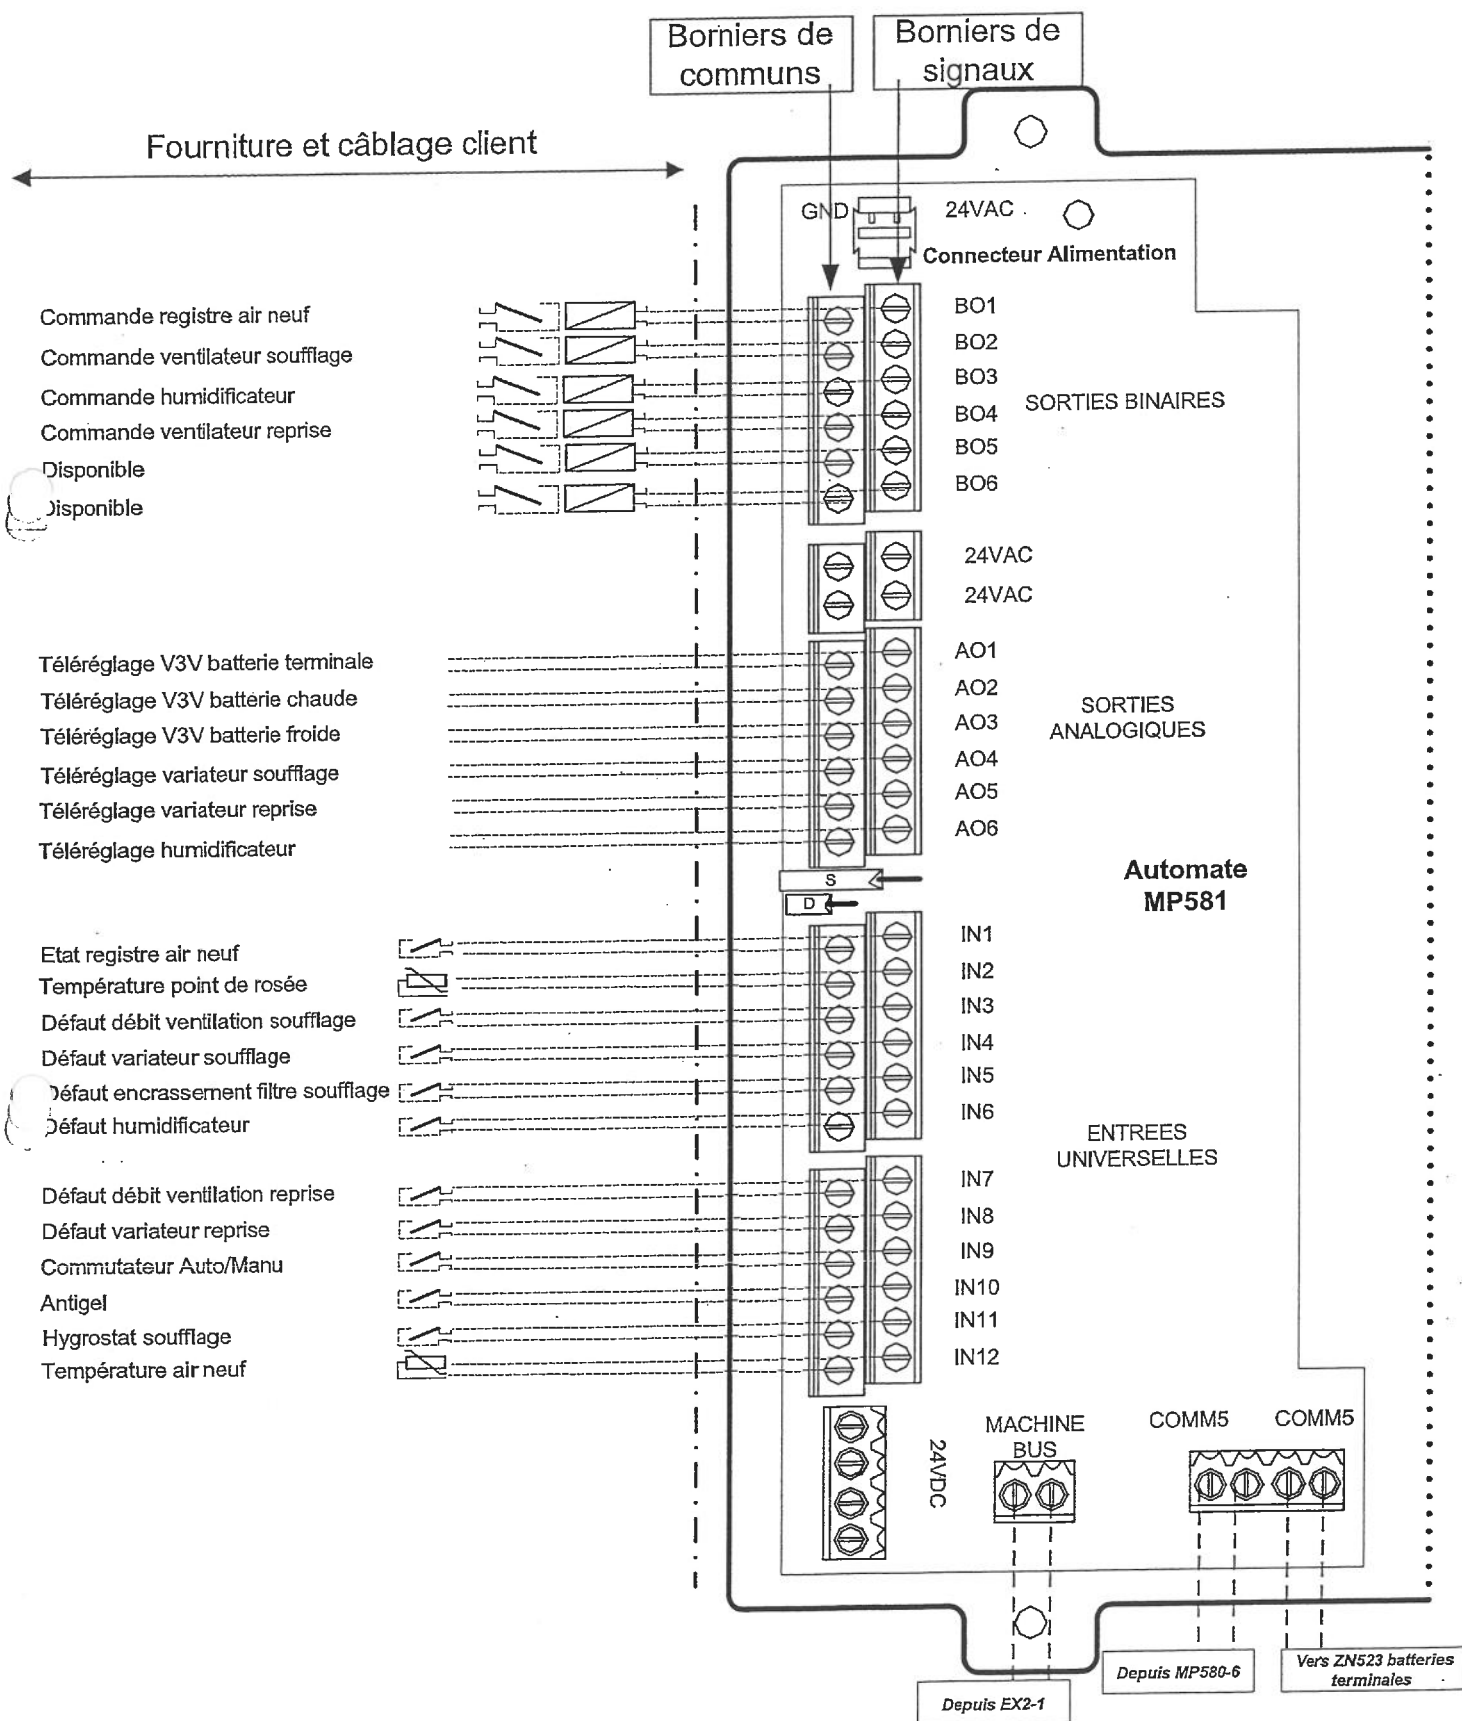 Borniers de
communs
Borniers de
signaux
Fourniture et câblage client
GND
24VAC
Connecteur Alimentation
Commande registre air neuf
BO1
Commande ventilateur soufflage
BO2
Commande humidificateur
BO3
SORTIES BINAIRES
Commande ventilateur reprise
BO4
Disponible
BO5
Disponible
BO6
24VAC
24VAC
Téléréglage V3V batterie terminale
AO1
Téléréglage V3V batterie chaude
AO2
Téléréglage V3V batterie froide
AO3
SORTIES
ANALOGIQUES
Téléréglage variateur soufflage
AO4
Téléréglage variateur reprise
AO5
Téléréglage humidificateur
AO6
S
D
Automate
MP581
Etat registre air neuf
IN1
Température point de rosée
IN2
Défaut débit ventilation soufflage
IN3
Défaut variateur soufflage
IN4
Défaut encrassement filtre soufflage
IN5
Défaut humidificateur
IN6
ENTREES
UNIVERSELLES
Défaut débit ventilation reprise
IN7
Défaut variateur reprise
IN8
Commutateur Auto/Manu
IN9
Antigel
IN10
Hygrostat soufflage
IN11
Température air neuf
IN12
24VDC
MACHINE
BUS
COMM5
COMM5
Depuis EX2-1
Depuis MP580-6
Vers ZN523 batteries
terminales